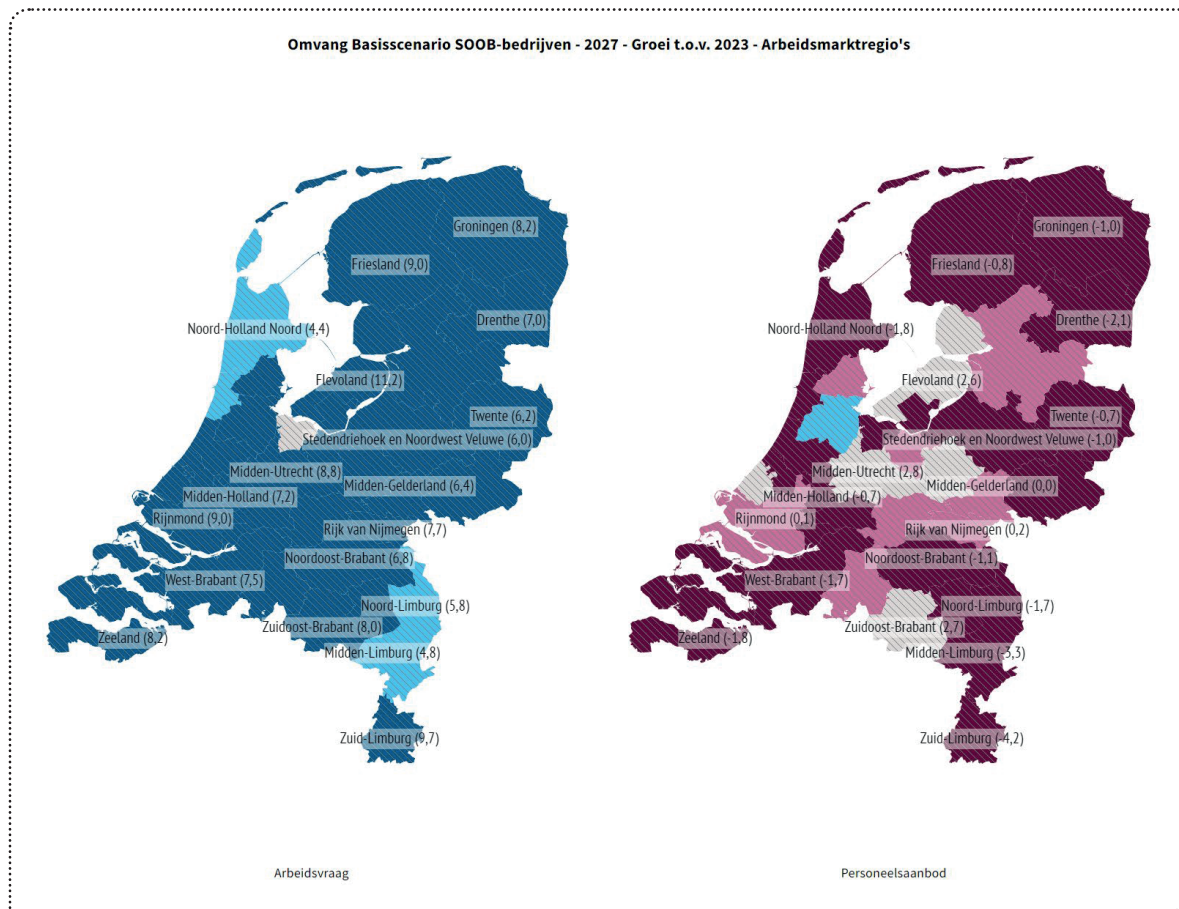 Omvang Basisscenario SOOB-bedrijven - 2027 - Groei t.o.v. 2023 - Arbeidsmarktregio's
Groningen (8,2)
Friesland (9,0)
Drenthe (7,0)
Noord-Holland Noord (4,4)
Flevoland (11,2)
Twente (6,2)
Stedendriehoek en Noordwest Veluwe (6,0)
Midden-Utrecht (8,8)
Midden-Gelderland (6,4)
Midden-Holland (7,2)
Rijnmond (9,0)
Rijk van Nijmegen (7,7)
Noordoost-Brabant (6,8)
West-Brabant (7,5)
Noord-Limburg (5,8)
Zuidoost-Brabant (8,0)
Zeeland (8,2)
Midden-Limburg (4,8)
Zuid-Limburg (9,7)
Arbeidsvraag
Groningen (-1,0)
Friesland (-0,8)
Drenthe (-2,1)
Noord-Holland Noord (-1,8)
Flevoland (2,6)
Twente (-0,7)
Stedendriehoek en Noordwest Veluwe (-1,0)
Midden-Utrecht (2,8)
Midden-Gelderland (0,0)
Midden-Holland (-0,7)
Rijnmond (0,1)
Rijk van Nijmegen (0,2)
Noordoost-Brabant (-1,1)
West-Brabant (-1,7)
Noord-Limburg (-1,7)
Zuidoost-Brabant (2,7)
Zeeland (-1,8)
Midden-Limburg (-3,3)
Zuid-Limburg (-4,2)
Personeelsaanbod